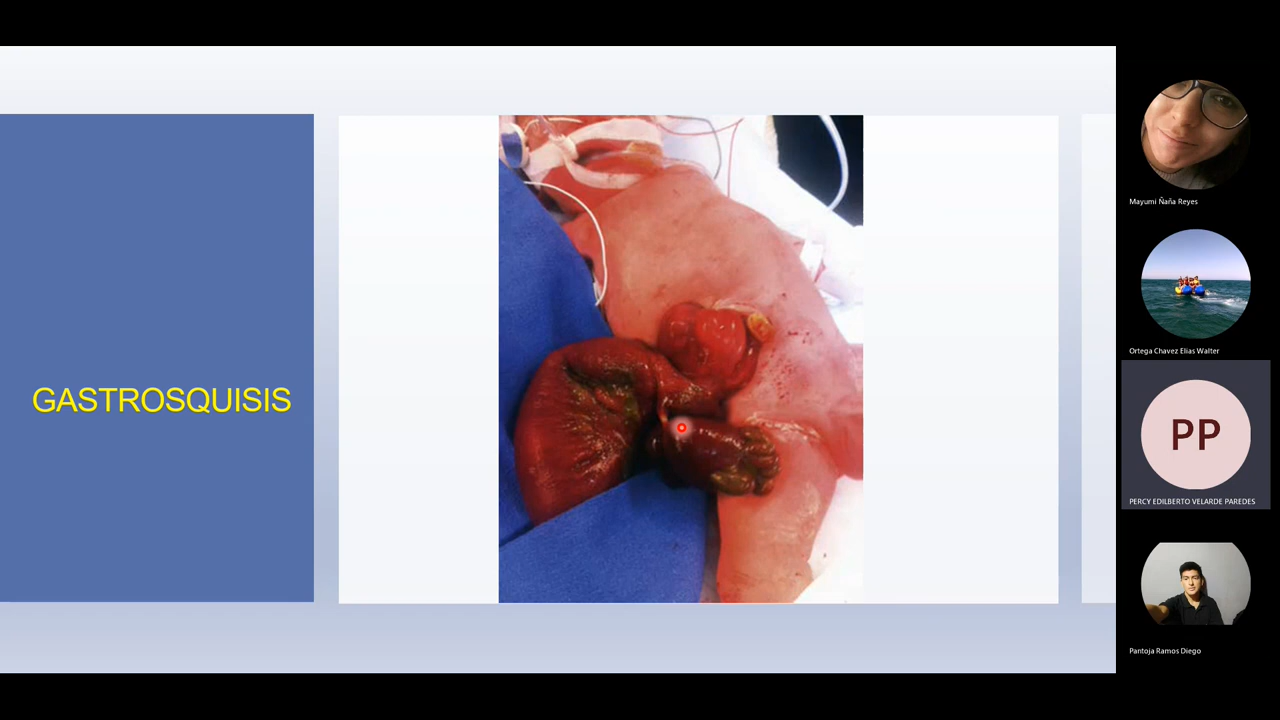 GASTROSQUISIS
Mayumi Ñaña Reyes
Ortega Chavez Elias Walter
PP
PERCY EDILBERTO VELARDE PAREDES
Pantoja Ramos Diego